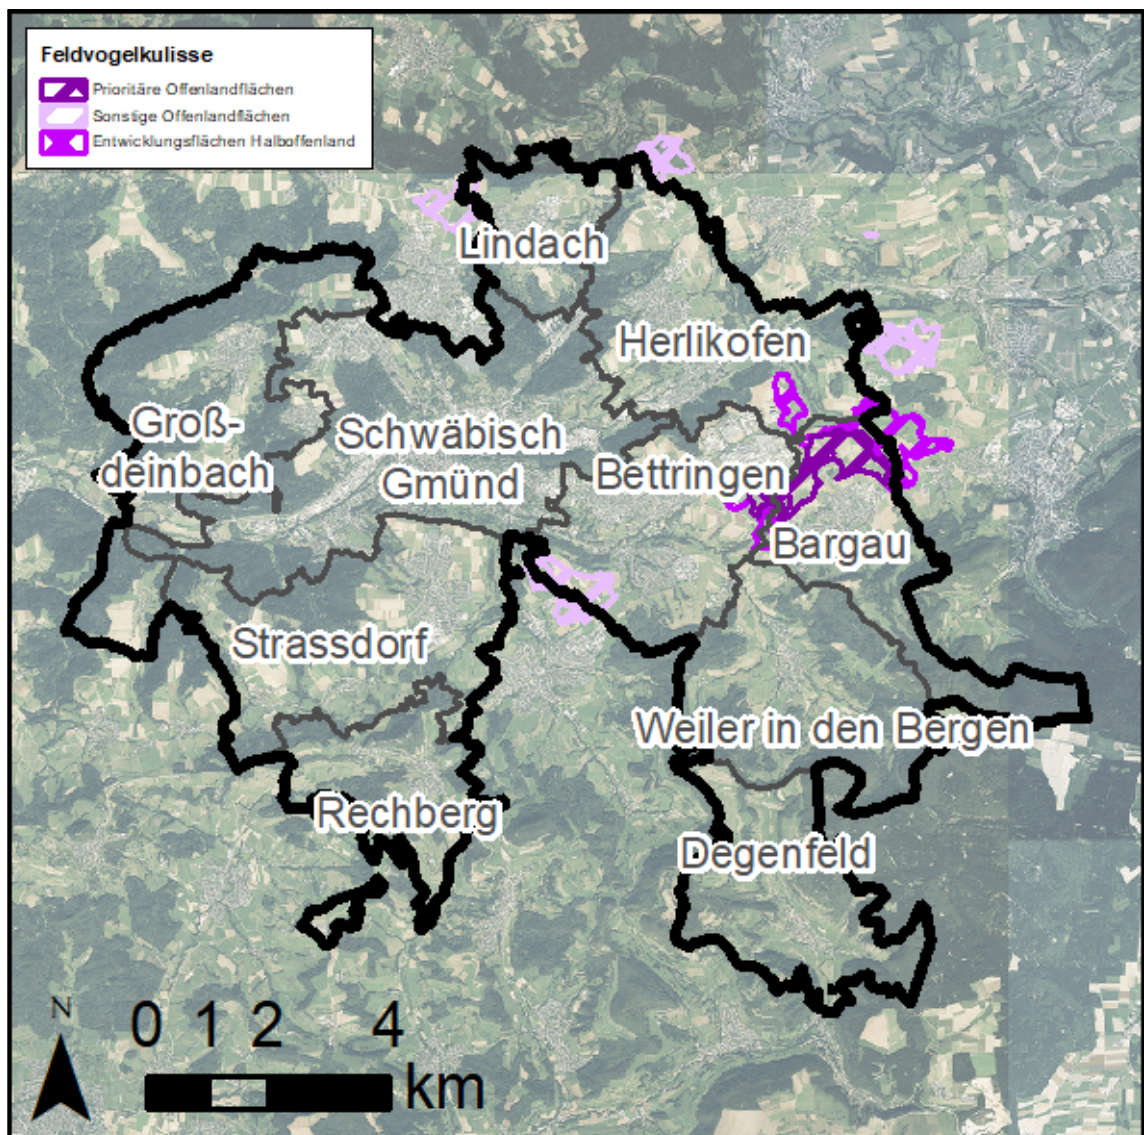 Feldvogelkulisse
Prioritäre Offenlandflächen
Sonstige Offenlandflächen
Entwicklungsflächen Halboffenland
Lindach
Herlikofen
Groß-
deinbach
Schwäbisch
Gmünd
Bettringen
Bargau
Strassdorf
Weiler in den Bergen
Rechberg
Degenfeld
N
0 1 2 4
km